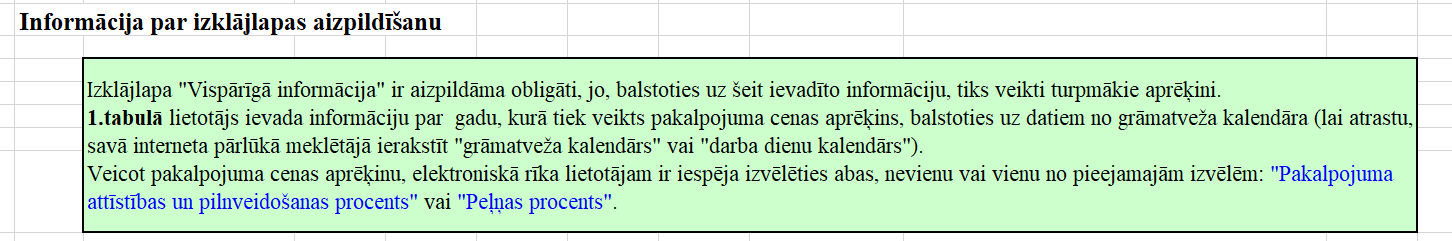 Informācija par izklājlapas aizpildīšanu
Izklājlapa "Vispārīgā informācija" ir aizpildāma obligāti, jo, balstoties uz šeit ievadīto informāciju, tiks veikti turpmākie aprēķini.
1.tabulā lietotājs ievada informāciju par  gadu, kurā tiek veikts pakalpojuma cenas aprēķins, balstoties uz datiem no grāmatveža kalendāra (lai atrastu,
savā interneta pārlūkā meklētājā ierakstīt "grāmatveža kalendārs" vai "darba dienu kalendārs").
Veicot pakalpojuma cenas aprēķinu, elektroniskā rīka lietotājam ir iespēja izvēlēties abas, nevienu vai vienu no pieejamajām izvēlēm: "Pakalpojuma
attīstības un pilnveidošanas procents" vai "Peļņas procents".